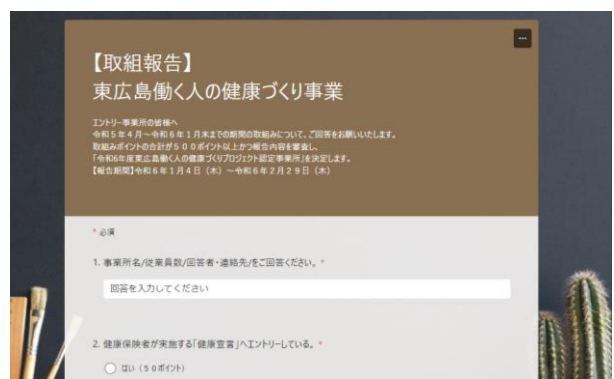 【取組報告】
東広島働く人の健康づくり事業
エントリー事業所の皆様へ
令和５年４月～令和６年１月末までの期間の取組みについて、ご回答をお願いいたします。
取組みポイントの合計が５００ポイント以上かつ報告内容を審査し、
「令和6年度東広島働く人の健康づくりプロジェクト認定事業所」を決定します。
【報告期間】令和６年１月４日（木）～令和６年２月２９日（木）
* 必須
1. 事業所名/従業員数/回答者・連絡先/をご回答ください。 *
回答を入力してください
2. 健康保険者が実施する「健康宣言」へエントリーしている。 *
はい（５０ポイント）